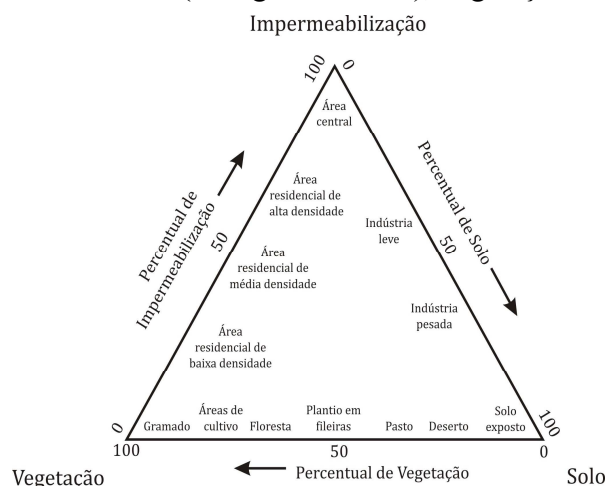 Impermeabilização
100
0
Área
central
Área
residencial de
alta densidade
Percentual de
Impermeabilização
Percentual de Solo
Indústria
leve
50
50
Área
residencial de
média densidade
Indústria
pesada
Área
residencial de
baixa densidade
0
Gramado
Áreas de
cultivo
Floresta
Plantio em
fileiras
Pasto
Deserto
Solo
exposto
100
100
50
0
Vegetação
Percentual de Vegetação
Solo